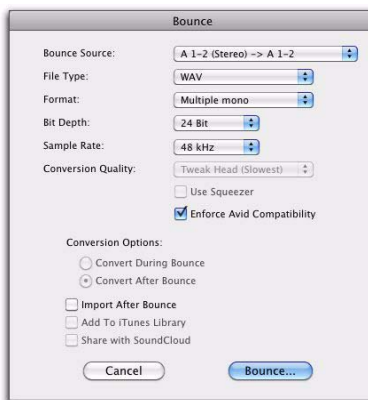 Bounce
Bounce Source: A 1-2 (Stereo) -> A 1-2
File Type: WAV
Format: Multiple mono
Bit Depth: 24 Bit
Sample Rate: 48 kHz
Conversion Quality: Tweak Head (Slowest)
Use Squeezer
Enforce Avid Compatibility
Conversion Options:
Convert During Bounce
Convert After Bounce
Import After Bounce
Add To iTunes Library
Share with SoundCloud
Cancel Bounce...